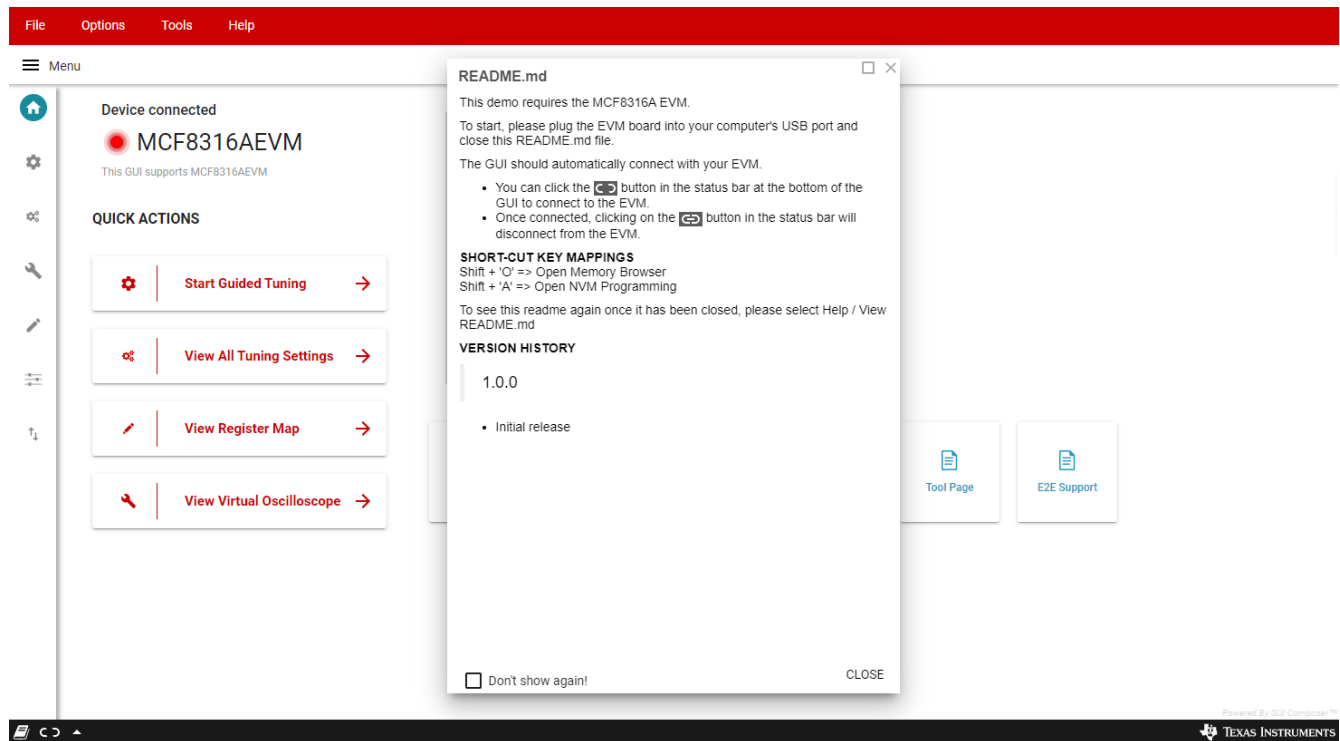 File Options Tools Help
Menu
Device connected
MCF8316AEVM
This GUI supports MCF8316AEVM
QUICK ACTIONS
Start Guided Tuning
View All Tuning Settings
View Register Map
View Virtual Oscilloscope
README.md
This demo requires the MCF8316A EVM.
To start, please plug the EVM board into your computer's USB port and
close this README.md file.
The GUI should automatically connect with your EVM.
• You can click the button in the status bar at the bottom of the
GUI to connect to the EVM.
• Once connected, clicking on the button in the status bar will
disconnect from the EVM.
SHORT-CUT KEY MAPPINGS
Shift + 'O' => Open Memory Browser
Shift + 'A' => Open NVM Programming
To see this readme again once it has been closed, please select Help / View
README.md
VERSION HISTORY
1.0.0
• Initial release
Don't show again!
CLOSE
Tool Page
E2E Support
Powered By GUI Composer™
TEXAS INSTRUMENTS